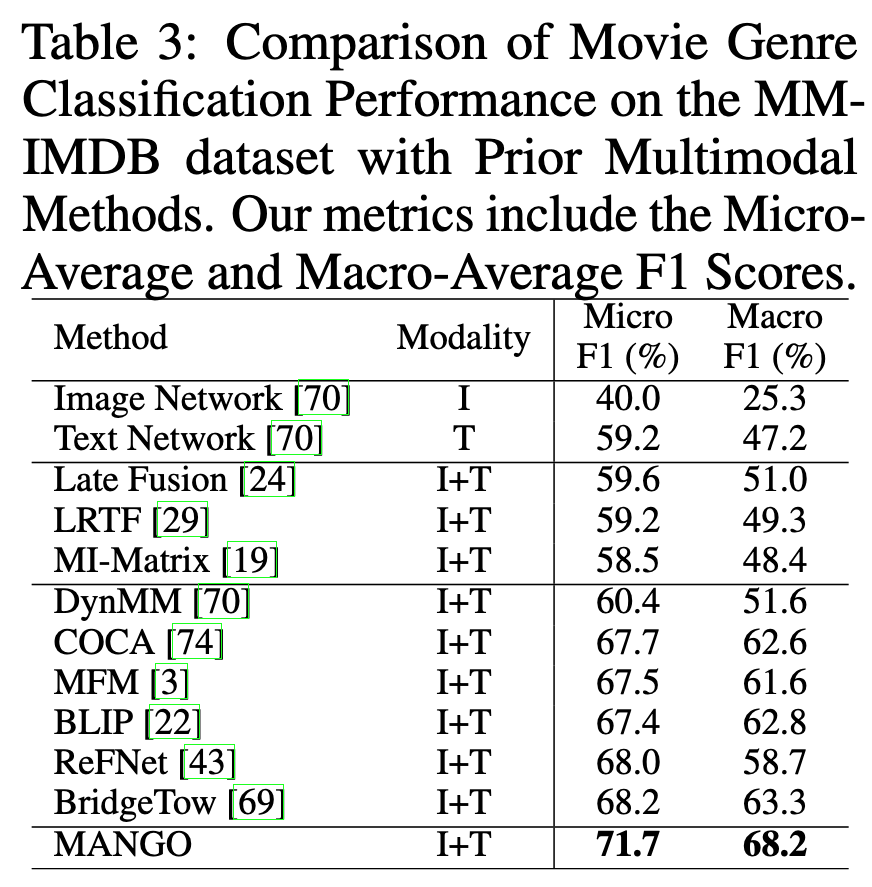 Table 3: Comparison of Movie Genre
Classification Performance on the MM-
IMDB dataset with Prior Multimodal
Methods. Our metrics include the Micro-
Average and Macro-Average F1 Scores.
Method Modality Micro F1 (%) Macro F1 (%)
Image Network [70] I 40.0 25.3
Text Network [70] T 59.2 47.2
Late Fusion [24] I+T 59.6 51.0
LRTF [29] I+T 59.2 49.3
MI-Matrix [19] I+T 58.5 48.4
DynMM [70] I+T 60.4 51.6
COCA [74] I+T 67.7 62.6
MFM [3] I+T 67.5 61.6
BLIP [22] I+T 67.4 62.8
ReFNet [43] I+T 68.0 58.7
BridgeTow [69] I+T 68.2 63.3
MANGO I+T 71.7 68.2